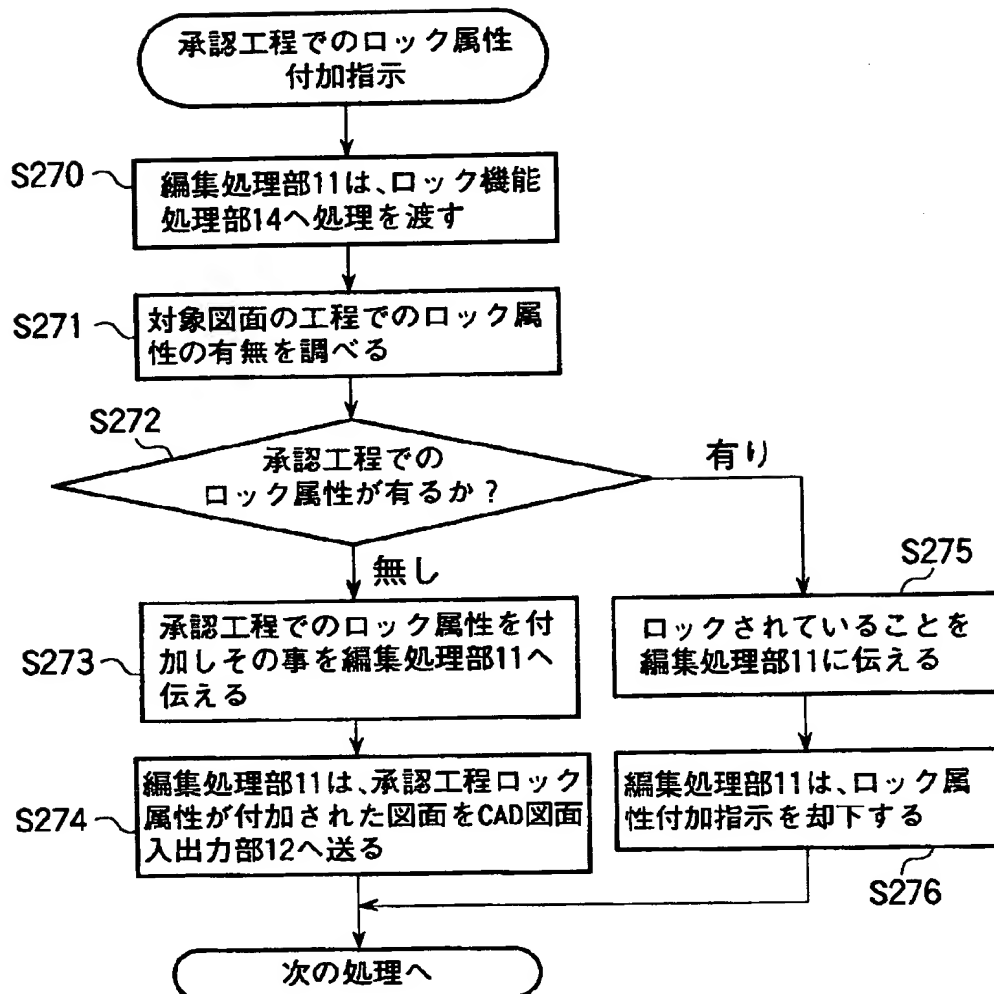 承認工程でのロック属性
付加指示
S270
編集処理部11は、ロック機能
処理部14へ処理を渡す
S271
対象図面の工程でのロック属
性の有無を調べる
S272
承認工程での
ロック属性が有るか？
有り
無し
S273
承認工程でのロック属性を付
加しその事を編集処理部11へ
伝える
S274
編集処理部11は、承認工程ロック
属性が付加された図面をCAD図面
入出力部12へ送る
S275
ロックされていることを
編集処理部11に伝える
編集処理部11は、ロック属
性付加指示を却下する
S276
次の処理へ